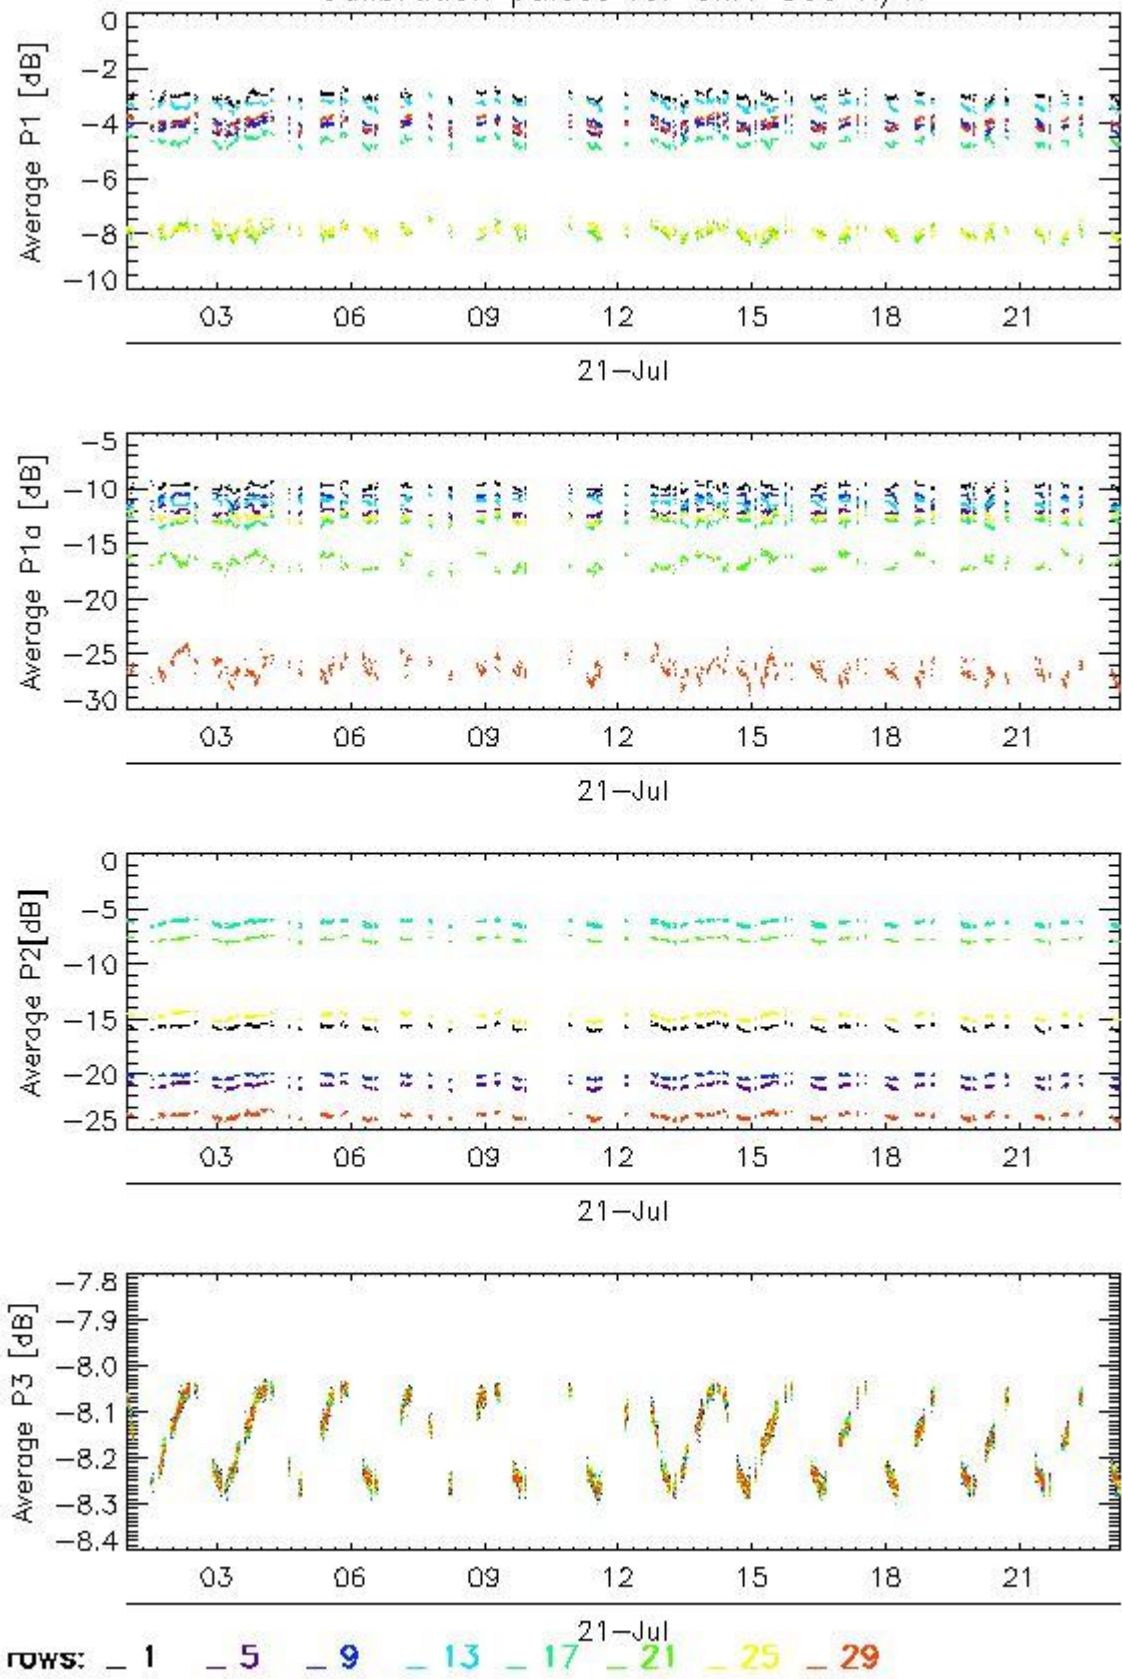 0
-2
-4
-6
-8
-10
Average P1 [dB]
03 06 09 12 15 18 21
21-Jul
-5
-10
-15
-20
-25
-30
Average P1a [dB]
03 06 09 12 15 18 21
21-Jul
0
-5
-10
-15
-20
-25
Average P2[dB]
03 06 09 12 15 18 21
21-Jul
-7.8
-7.9
-8.0
-8.1
-8.2
-8.3
-8.4
Average P3 [dB]
03 06 09 12 15 18 21
21-Jul
rows: _ 1 _ 5 _ 9 _ 13 _ 17 _ 21 _ 25 _ 29